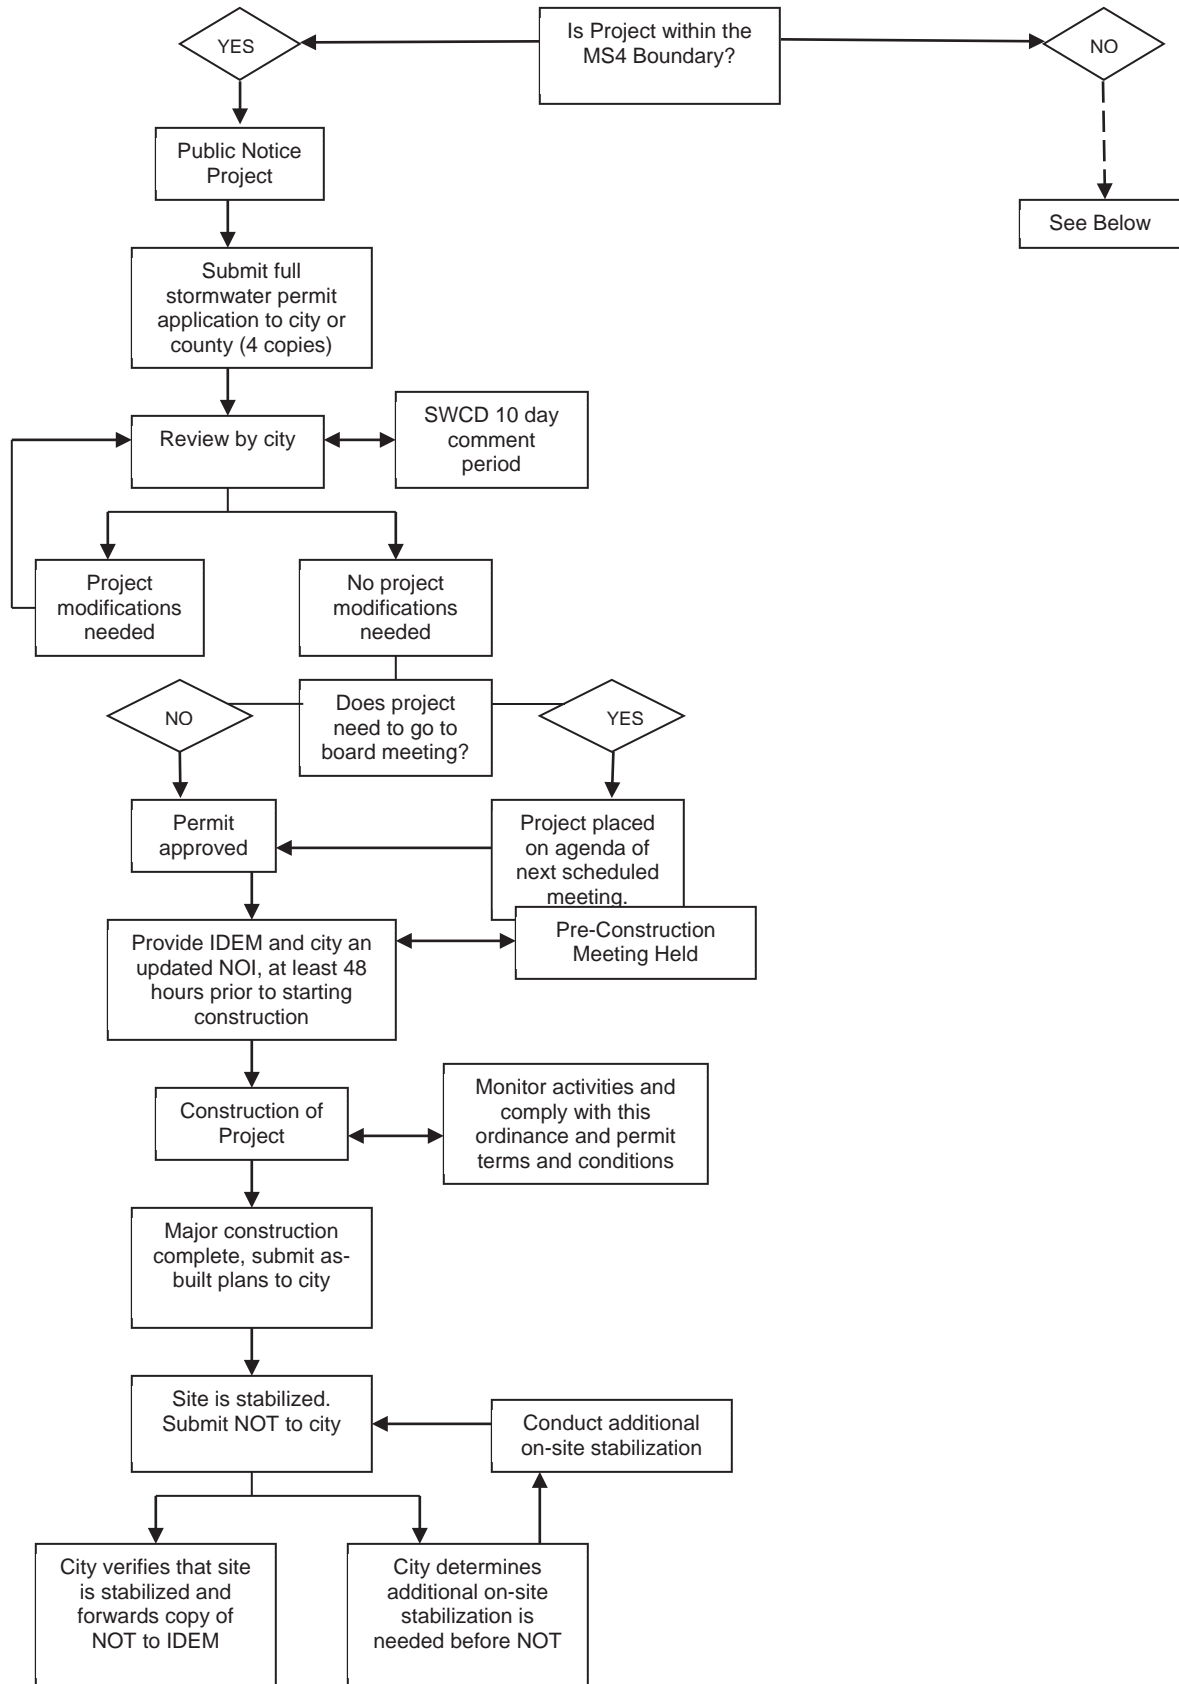 YES
Is Project within the
MS4 Boundary?
NO
Public Notice
Project
See Below
Submit full
stormwater permit
application to city or
county (4 copies)
Review by city
SWCD 10 day
comment
period
Project
modifications
needed
No project
modifications
needed
NO
Does project
need to go to
board meeting?
YES
Permit
approved
Project placed
on agenda of
next scheduled
meeting.
Provide IDEM and city an
updated NOI, at least 48
hours prior to starting
construction
Pre-Construction
Meeting Held
Construction of
Project
Monitor activities and
comply with this
ordinance and permit
terms and conditions
Major construction
complete, submit as-
built plans to city
Site is stabilized.
Submit NOT to city
Conduct additional
on-site stabilization
City verifies that site
is stabilized and
forwards copy of
NOT to IDEM
City determines
additional on-site
stabilization is
needed before NOT